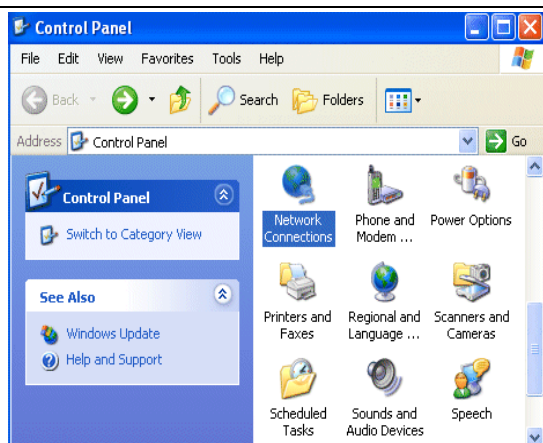 Control Panel
File Edit View Favorites Tools Help
Back Search Folders
Address Control Panel Go
Control Panel
Switch to Category View
See Also
Windows Update
Help and Support
Network
Connections
Phone and
Modem ...
Power Options
Printers and
Faxes
Regional and
Language ...
Scanners and
Cameras
Scheduled
Tasks
Sounds and
Audio Devices
Speech